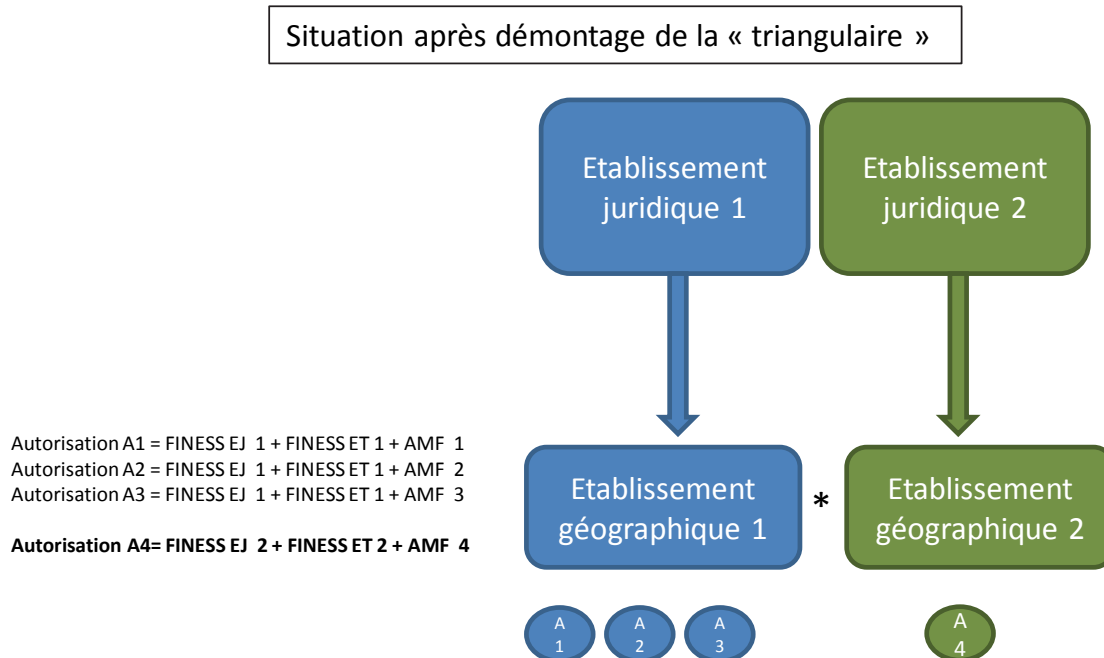 Situation après démontage de la « triangulaire »
Etablissement
juridique 1
Etablissement
juridique 2
Autorisation A1 = FINESS EJ 1 + FINESS ET 1 + AMF 1
Autorisation A2 = FINESS EJ 1 + FINESS ET 1 + AMF 2
Autorisation A3 = FINESS EJ 1 + FINESS ET 1 + AMF 3
Autorisation A4= FINESS EJ 2 + FINESS ET 2 + AMF 4
Etablissement
géographique 1
*
Etablissement
géographique 2
A
1
A
2
A
3
A
4